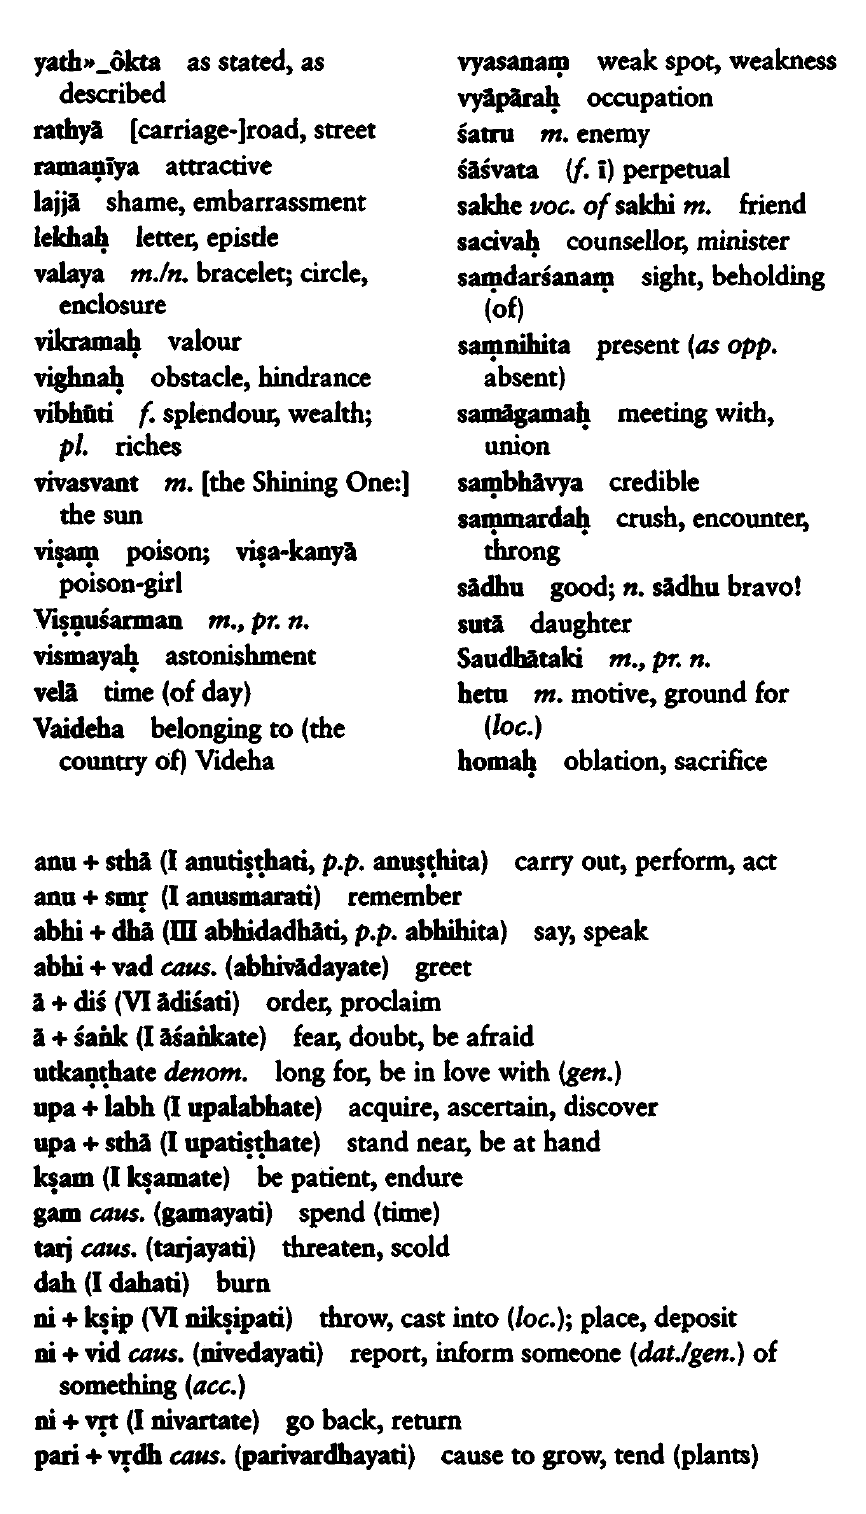 yath»_ôkta as stated, as
described
rathyā [carriage-]road, street
ramaṇīya attractive
lajjā shame, embarrassment
lekhaḥ letter, epistle
valaya m./n. bracelet; circle,
enclosure
vikramaḥ valour
vighnaḥ obstacle, hindrance
vibhūti f. splendour, wealth;
pl. riches
vivasvant m. [the Shining One:]
the sun
viṣaṃ poison; viṣa-kanyā
poison-girl
Viṣṇuśarman m., pr. n.
vismayaḥ astonishment
velā time (of day)
Vaideha belonging to (the
country of) Videha
vyasanaṃ weak spot, weakness
vyāpāraḥ occupation
śatru m. enemy
śāśvata (f. ī) perpetual
sakhe voc. of sakhi m. friend
sacivaḥ counsellor, minister
saṃdarśanaṃ sight, beholding
(of)
saṃnihita present (as opp.
absent)
samāgamaḥ meeting with,
union
saṃbhāvya credible
saṃmardaḥ crush, encounter,
throng
sādhu good; n. sādhu bravo!
sutā daughter
Saudhātaki m., pr. n.
hetu m. motive, ground for
(loc.)
homaḥ oblation, sacrifice
anu + sthā (I anutiṣṭhati, p.p. anuṣṭhita) carry out, perform, act
anu + smṛ (I anusmarati) remember
abhi + dhā (III abhidadhāti, p.p. abhihita) say, speak
abhi + vad caus. (abhivādayate) greet
ā + diś (VI ādiśati) order, proclaim
ā + śaṅk (I āśaṅkate) fear, doubt, be afraid
utkaṇṭhate denom. long for, be in love with (gen.)
upa + labh (I upalabhate) acquire, ascertain, discover
upa + sthā (I upatiṣṭhate) stand near, be at hand
kṣam (I kṣamate) be patient, endure
gam caus. (gamayati) spend (time)
tarj caus. (tarjayati) threaten, scold
dah (I dahati) burn
ni + kṣip (VI nikṣipati) throw, cast into (loc.); place, deposit
ni + vid caus. (nivedayati) report, inform someone (dat./gen.) of
something (acc.)
ni + vṛt (I nivartate) go back, return
pari + vṛdh caus. (parivardhayati) cause to grow, tend (plants)